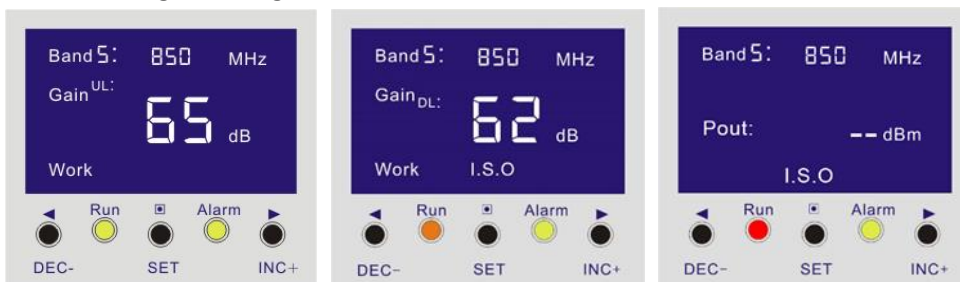 Band 5: 850 MHz
Gain UL:
65 dB
Work
Run Alarm
DEC- SET INC+
Band 5: 850 MHz
Gain DL:
62 dB
Work I.S.O
Run Alarm
DEC- SET INC+
Band 5: 850 MHz
Pout: -- dBm
I.S.O
Run Alarm
DEC- SET INC+